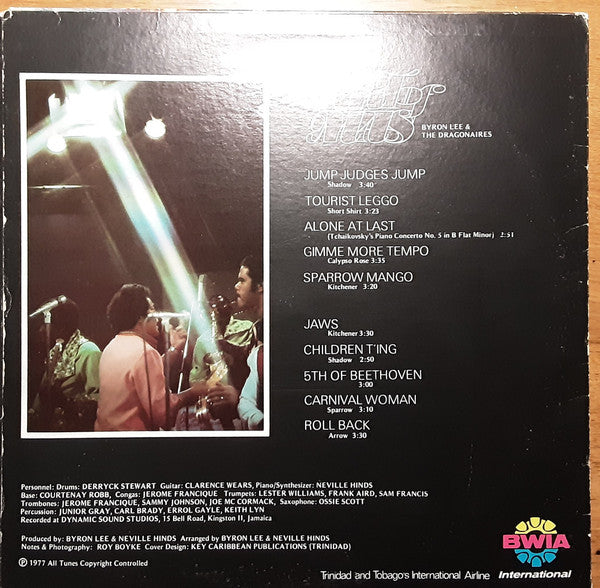 BYRON LEE &
THE DRAGONAIRES
JUMP JUDGES JUMP
Shadow 3:40
TOURIST LEGGO
Short Shirt 3:23
ALONE AT LAST
(Tchaikovsky's Piano Concerto No. 5 in B Flat Minor) 2:51
GIMME MORE TEMPO
Calypso Rose 3:35
SPARROW MANGO
Kitchener 3:20
JAWS
Kitchener 3:30
CHILDREN T'ING
Shadow 2:50
5TH OF BEETHOVEN
3:00
CARNIVAL WOMAN
Sparrow 3:10
ROLL BACK
Arrow 3:30
Personnel: Drums: DERRYCK STEWART Guitar: CLARENCE WEARS, Piano/Synthesizer: NEVILLE HINDS
Base: COURTENAY ROBB, Congas: JEROME FRANCIQUE Trumpets: LESTER WILLIAMS, FRANK AIRD, SAM FRANCIS
Trombones: JEROME FRANCIQUE, SAMMY JOHNSON, JOE MC CORMACK, Saxophone: OSSIE SCOTT
Percussion: JUNIOR GRAY, CARL BRADY, ERROL GAYLE, KEITH LYN
Recorded at DYNAMIC SOUND STUDIOS, 15 Bell Road, Kingston II, Jamaica
Produced by: BYRON LEE & NEVILLE HINDS Arranged by BYRON LEE & NEVILLE HINDS
Notes & Photography: ROY BOYKE Cover Design: KEY CARIBBEAN PUBLICATIONS (TRINIDAD)
℗ 1977 All Tunes Copyright Controlled
BWIA
International
Trinidad and Tobago's International Airline